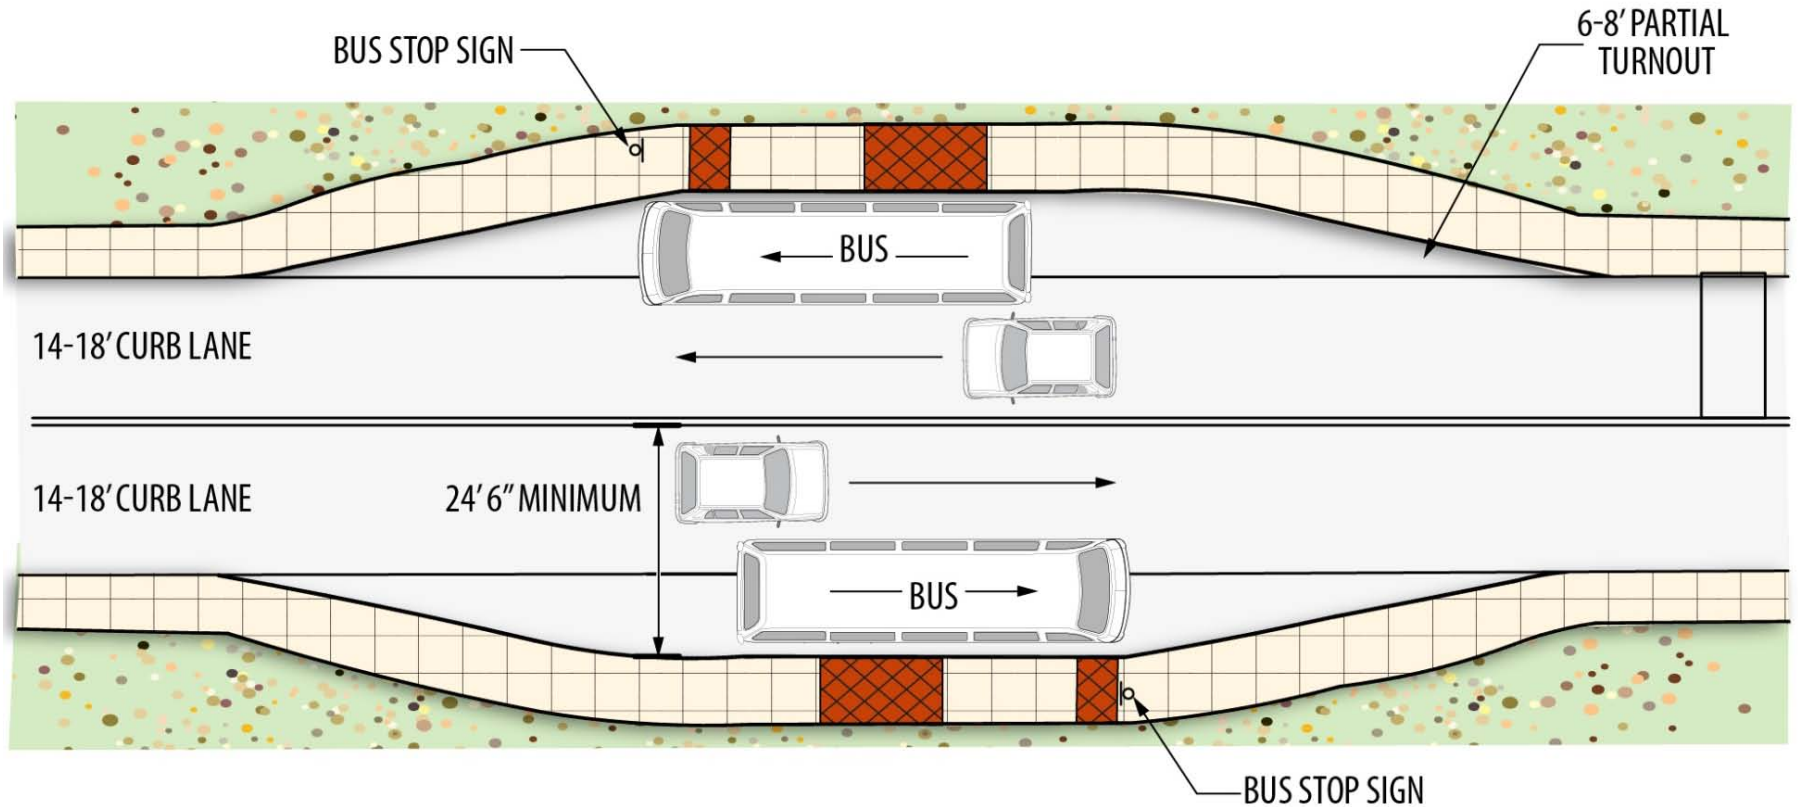 6-8' PARTIAL
TURNOUT
BUS STOP SIGN
BUS
14-18' CURB LANE
14-18' CURB LANE
24' 6" MINIMUM
BUS
BUS STOP SIGN